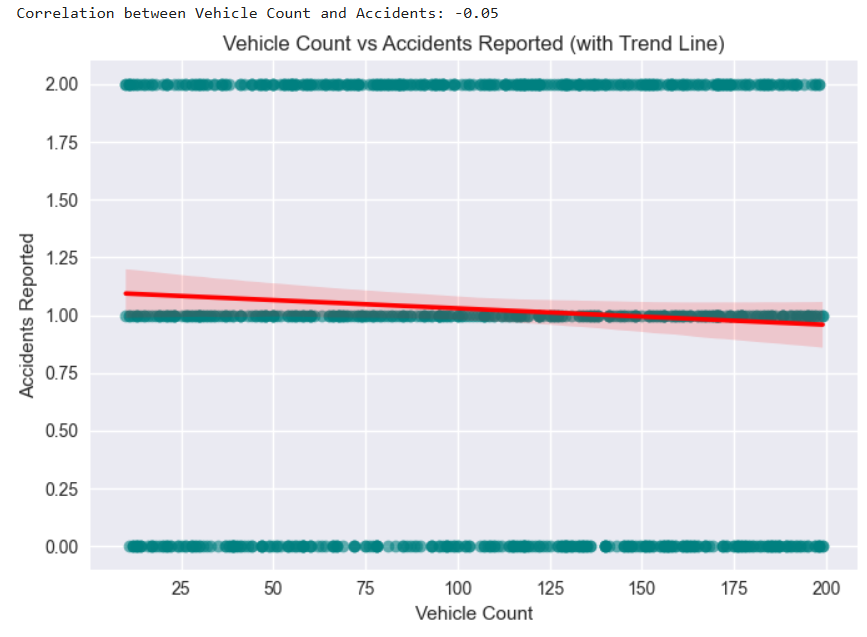 Correlation between Vehicle Count and Accidents: -0.05
Vehicle Count vs Accidents Reported (with Trend Line)
2.00
1.75
1.50
1.25
1.00
0.75
0.50
0.25
0.00
Accidents Reported
25 50 75 100 125 150 175 200
Vehicle Count